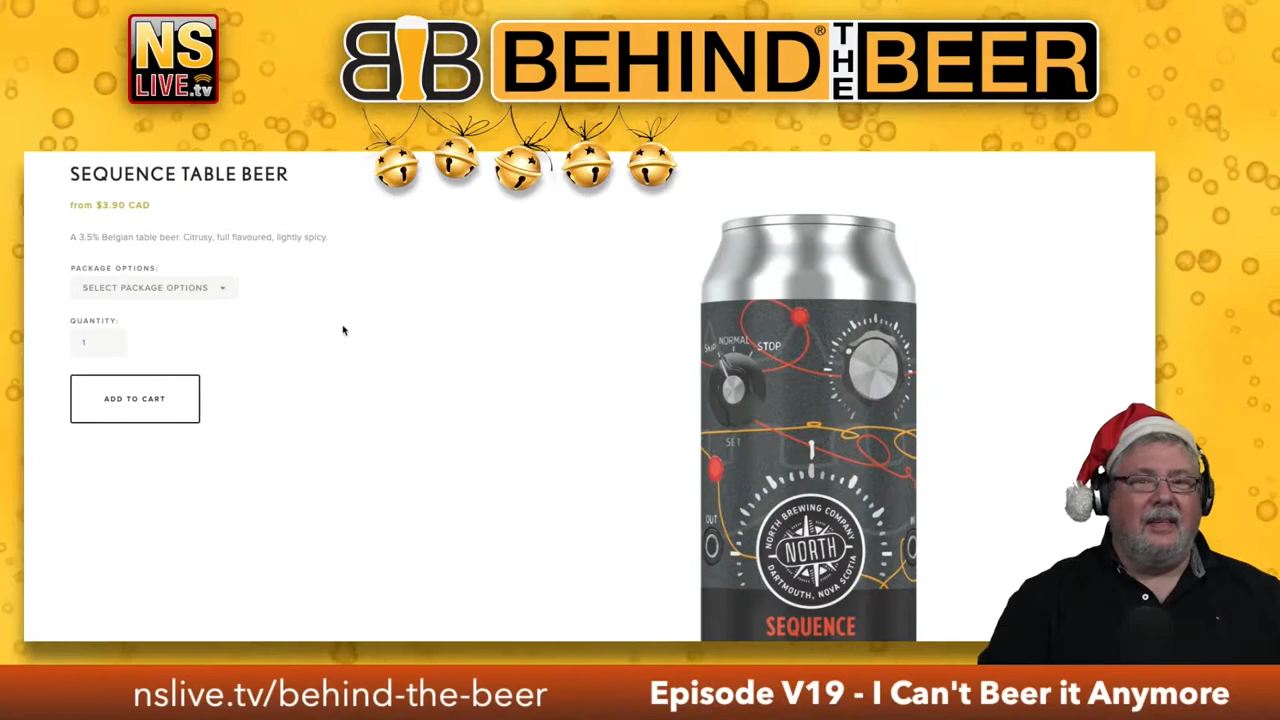 NS
LIVE.tv
BB
BEHIND® THE BEER
SEQUENCE TABLE BEER
from $3.90 CAD
A 3.5% Belgian table beer. Citrusy, full flavoured, lightly spicy.
PACKAGE OPTIONS:
SELECT PACKAGE OPTIONS
QUANTITY:
1
ADD TO CART
NORMAL
STOP
SET
OUT
NORTH BREWING COMPANY
NORTH
DARTMOUTH, NOVA SCOTIA
SEQUENCE
nslive.tv/behind-the-beer
Episode V19 - I Can't Beer it Anymore